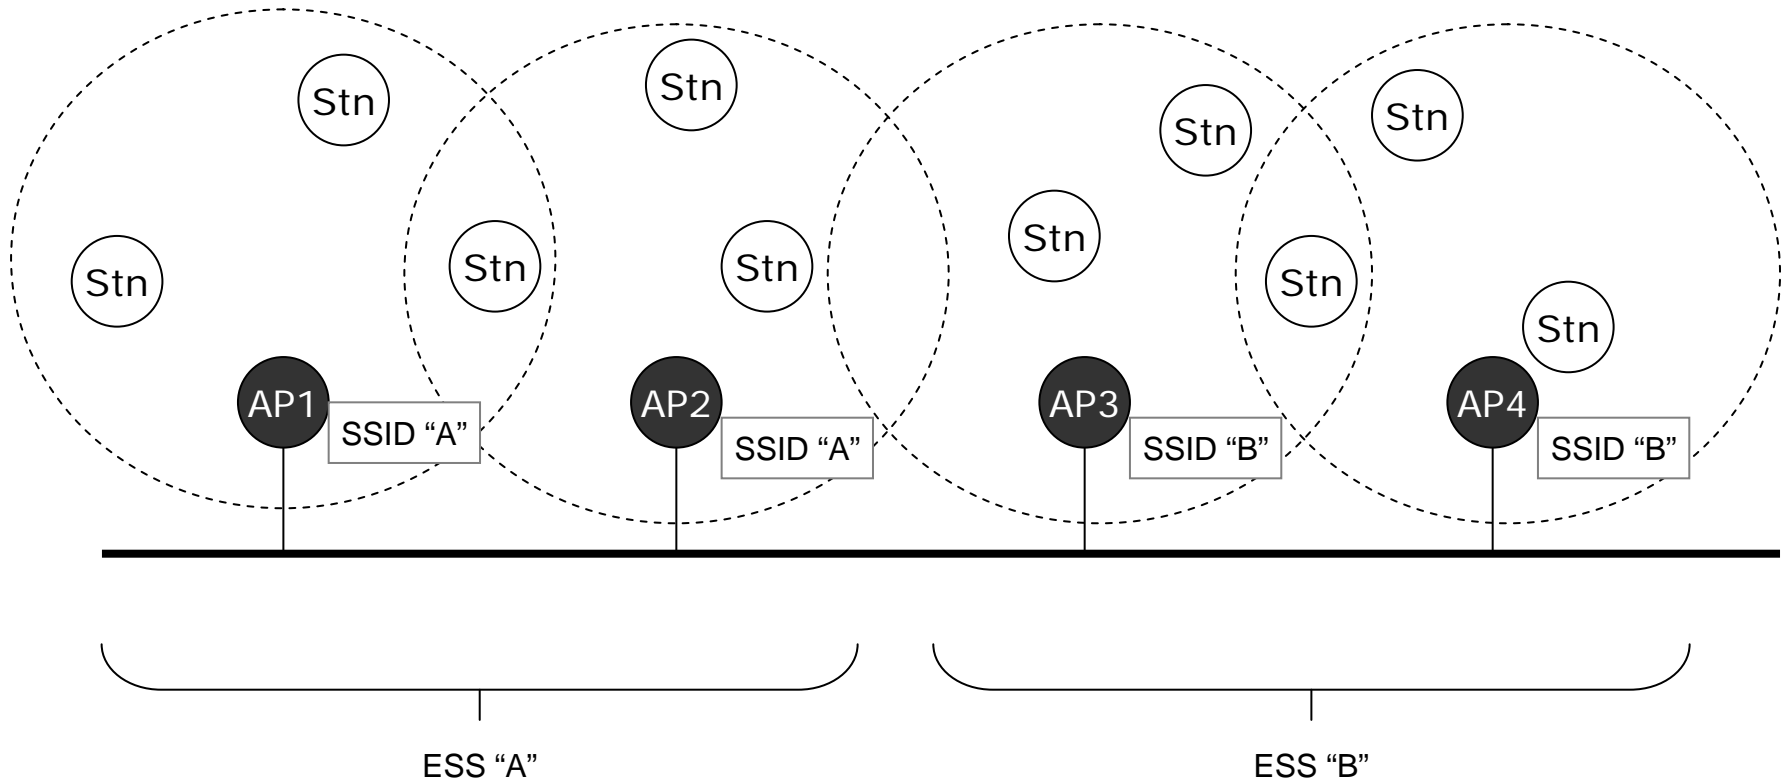 Stn
Stn
Stn
Stn
Stn
Stn
Stn
Stn
Stn
Stn
AP1
SSID “A”
AP2
SSID “A”
AP3
SSID “B”
AP4
SSID “B”
ESS “A”
ESS “B”